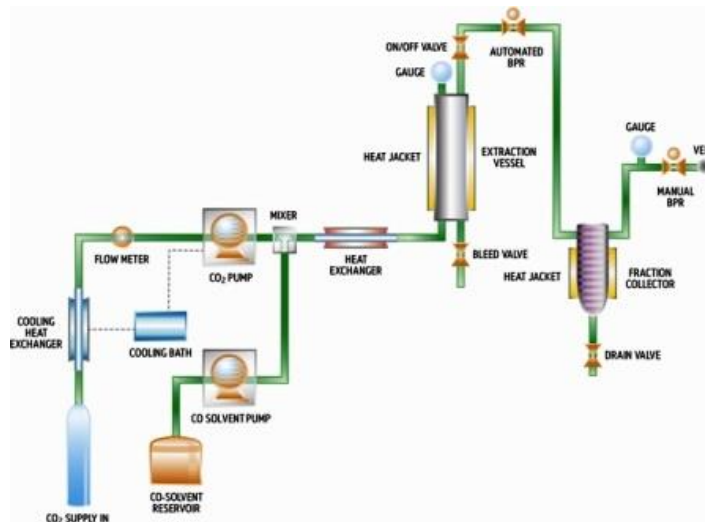 ON/OFF VALVE
AUTOMATED
BPR
GAUGE
GAUGE
HEAT JACKET
EXTRACTION
VESSEL
MANUAL
BPR
MIXER
FLOW METER
CO₂ PUMP
HEAT
EXCHANGER
BLEED VALVE
HEAT JACKET
FRACTION
COLLECTOR
COOLING
HEAT
EXCHANGER
COOLING BATH
DRAIN VALVE
CO SOLVENT PUMP
CO-SOLVENT
RESERVOIR
CO₂ SUPPLY IN